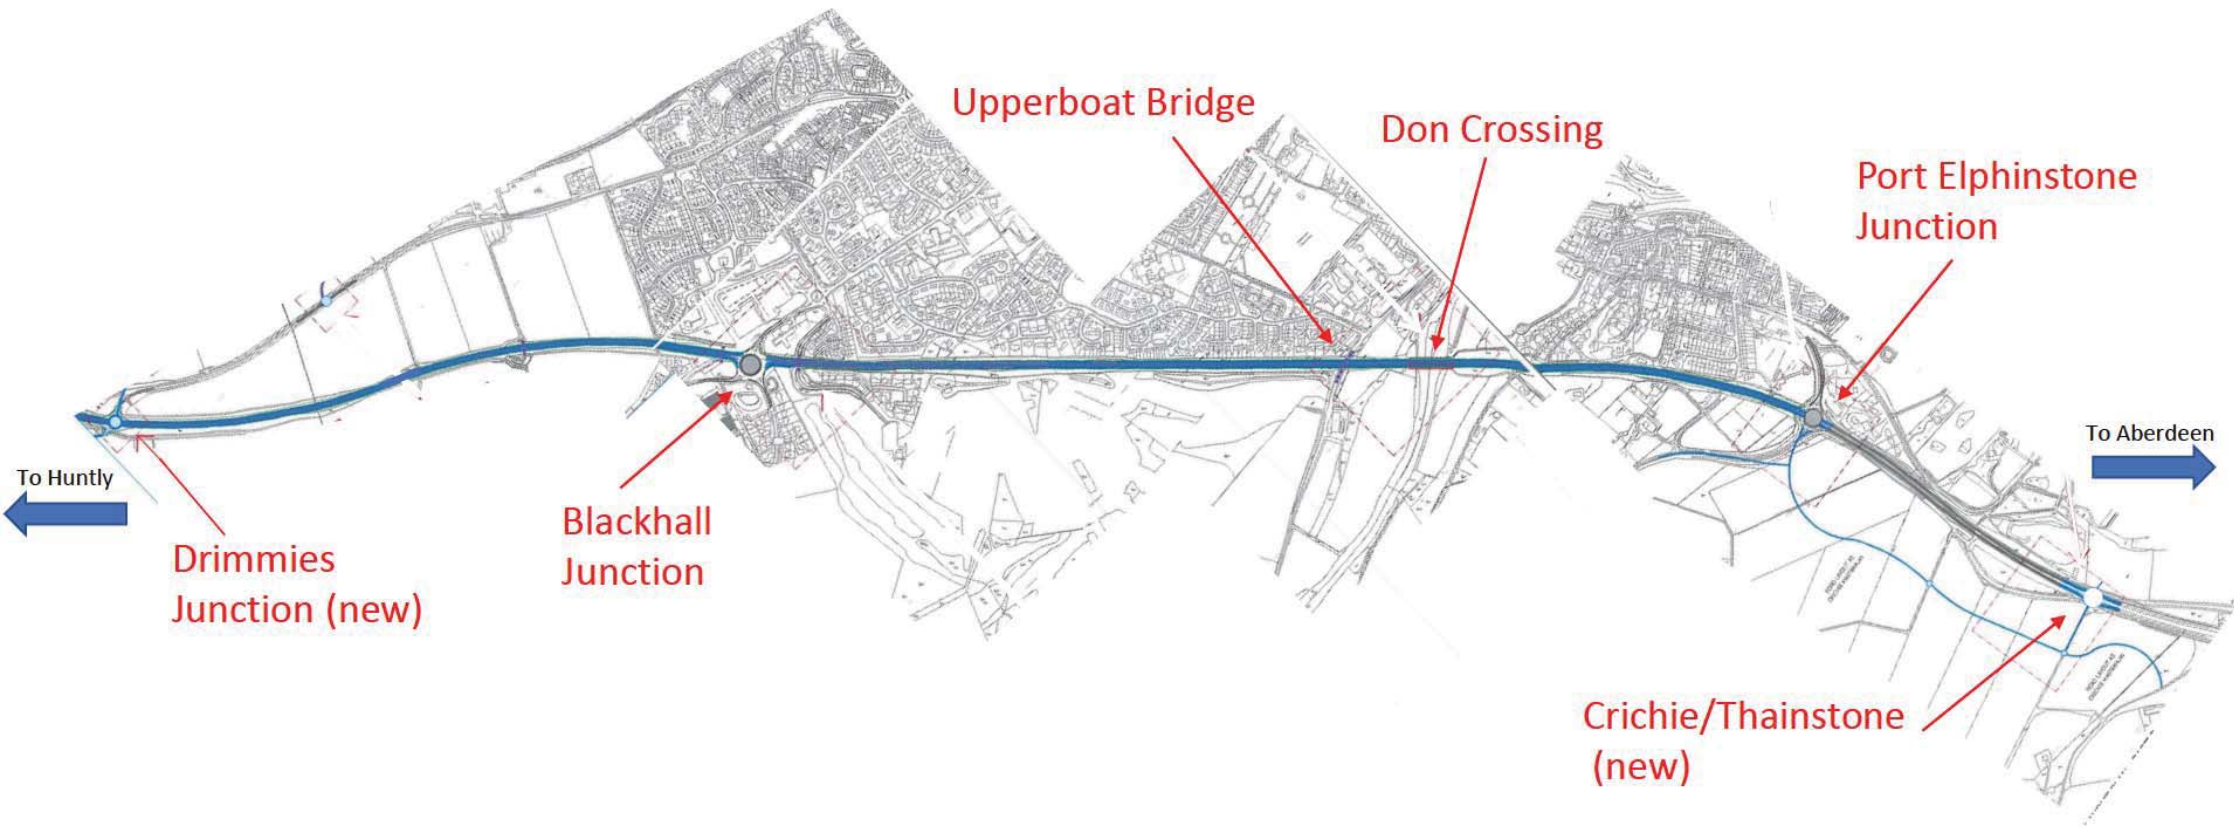 Upperboat Bridge
Don Crossing
Port Elphinstone
Junction
To Aberdeen
To Huntly
Drimmies
Junction (new)
Blackhall
Junction
Crichie/Thainstone
(new)